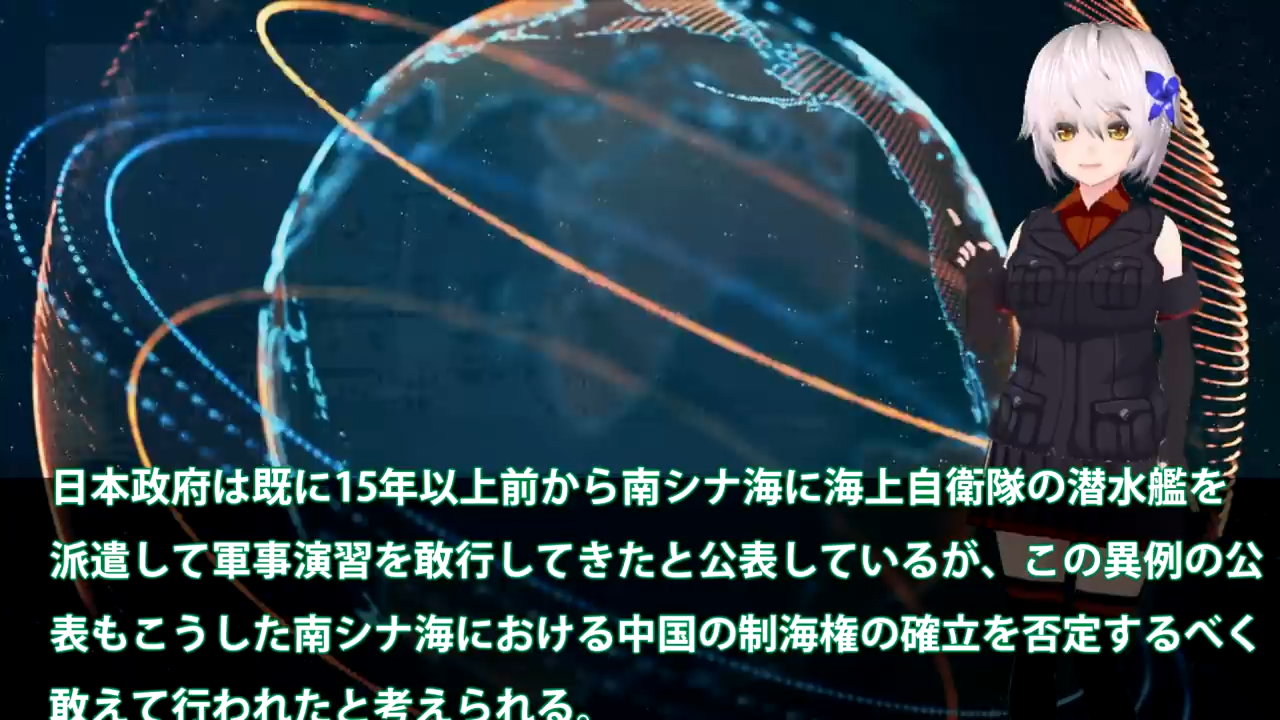 日本政府は既に15年以上前から南シナ海に海上自衛隊の潜水艦を
派遣して軍事演習を敢行してきたと公表しているが、この異例の公
表もこうした南シナ海における中国の制海権の確立を否定するべく
敢えて行われたと考えられる。